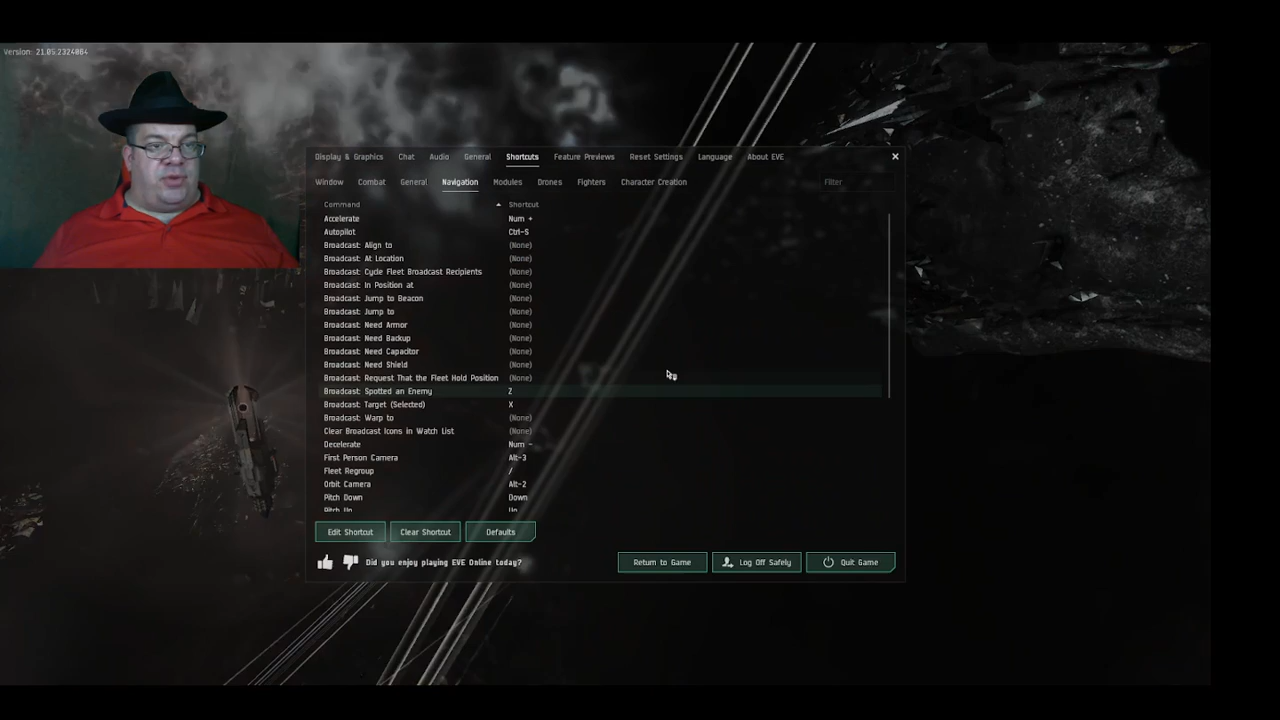 Version: 21.05.2324864
Display & Graphics Chat Audio General Shortcuts Feature Previews Reset Settings Language About EVE
Window Combat General Navigation Modules Drones Fighters Character Creation Filter
Command Shortcut
Accelerate Num +
Autopilot Ctrl-S
Broadcast: Align to (None)
Broadcast: At Location (None)
Broadcast: Cycle Fleet Broadcast Recipients (None)
Broadcast: In Position at (None)
Broadcast: Jump to Beacon (None)
Broadcast: Jump to (None)
Broadcast: Need Armor (None)
Broadcast: Need Backup (None)
Broadcast: Need Capacitor (None)
Broadcast: Need Shield (None)
Broadcast: Request That the Fleet Hold Position (None)
Broadcast: Spotted an Enemy Z
Broadcast: Target (Selected) X
Broadcast: Warp to (None)
Clear Broadcast Icons in Watch List (None)
Decelerate Num -
First Person Camera Alt-3
Fleet Regroup /
Orbit Camera Alt-2
Pitch Down Down
Pitch Up Up
Edit Shortcut Clear Shortcut Defaults
Did you enjoy playing EVE Online today? Return to Game Log Off Safely Quit Game